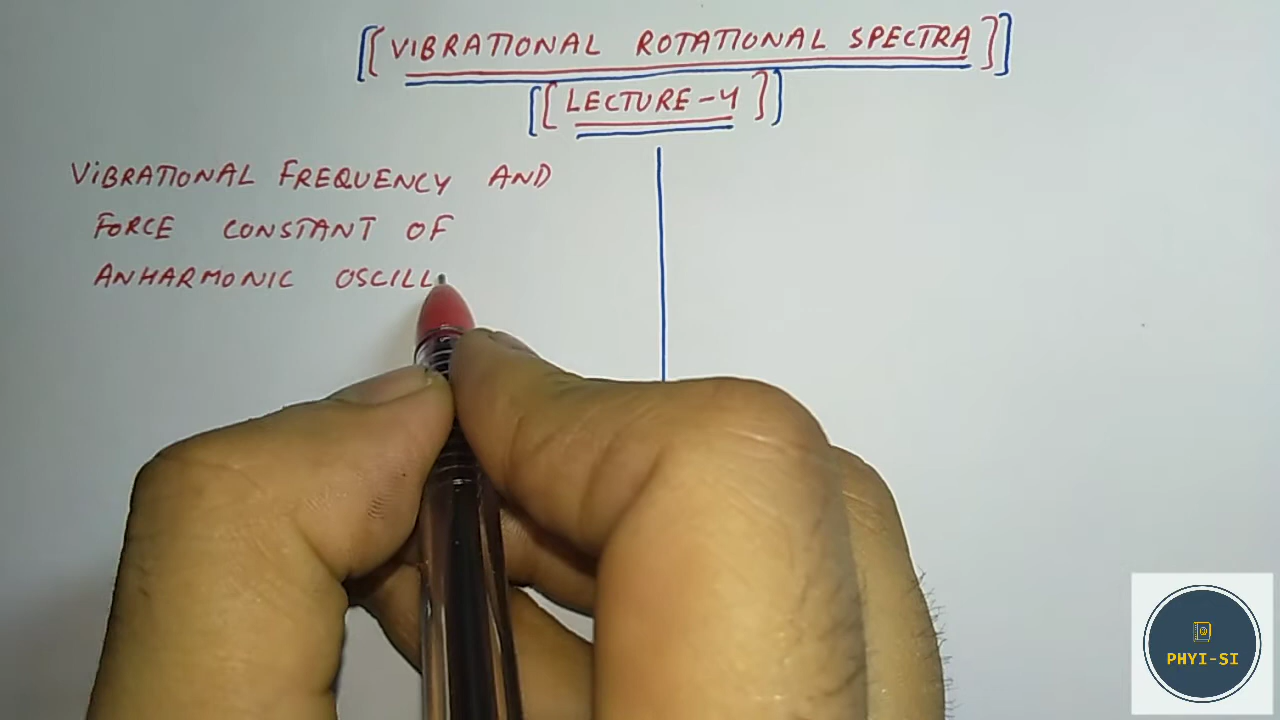 [[VIBRATIONAL ROTATIONAL SPECTRA]]
[[LECTURE-4]]
VIBRATIONAL FREQUENCY AND
FORCE CONSTANT OF
ANHARMONIC OSCILL
PHYI-SI